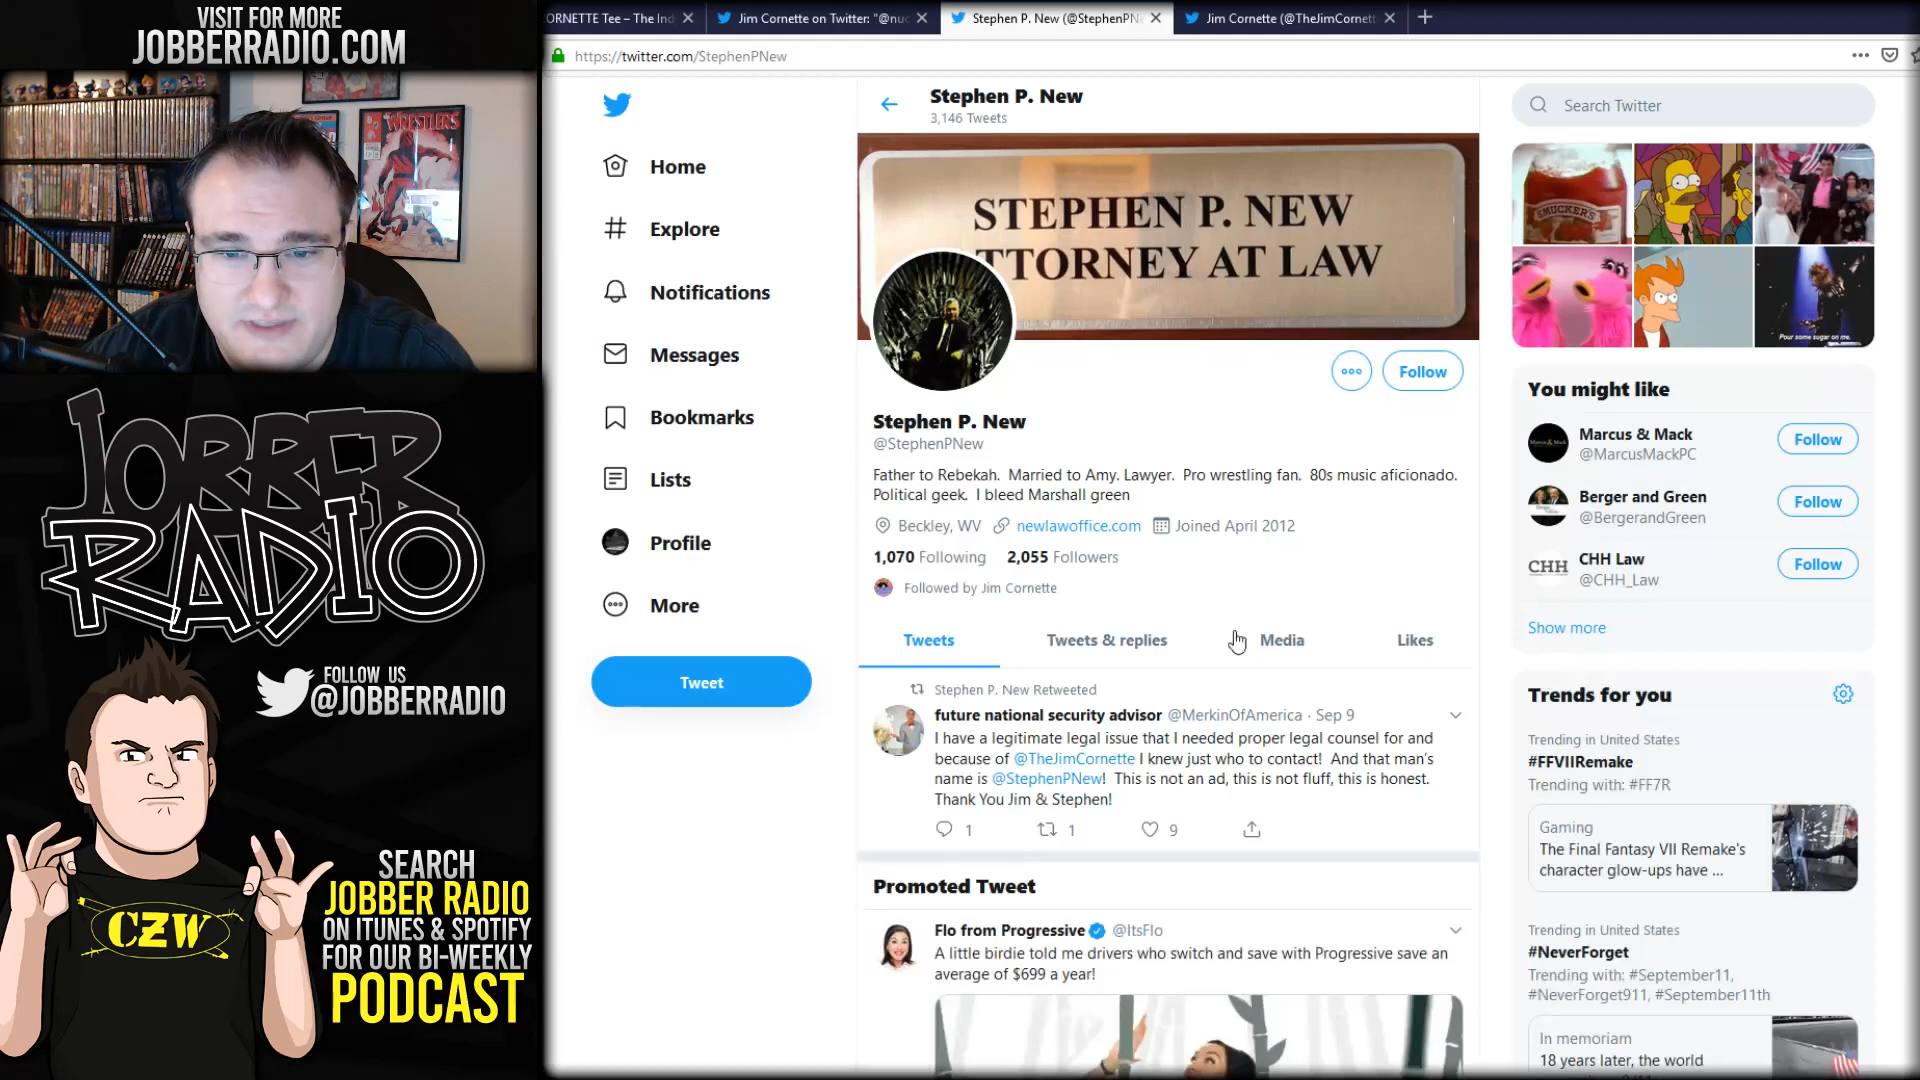 VISIT FOR MORE
JOBBERRADIO.COM
WRESTLERS
JOBBER
RADIO
FOLLOW US
@JOBBERRADIO
CZW
SEARCH
JOBBER RADIO
ON ITUNES & SPOTIFY
FOR OUR BI-WEEKLY
PODCAST
ORNETTE Tee – The Ind
Jim Cornette on Twitter: "@nuc
Stephen P. New (@StephenPNe
Jim Cornette (@TheJimCornett
https://twitter.com/StephenPNew
Home
Explore
Notifications
Messages
Bookmarks
Lists
Profile
More
Tweet
Stephen P. New
3,146 Tweets
STEPHEN P. NEW
TTORNEY AT LAW
Follow
Stephen P. New
@StephenPNew
Father to Rebekah. Married to Amy. Lawyer. Pro wrestling fan. 80s music aficionado.
Political geek. I bleed Marshall green
Beckley, WV newlawoffice.com Joined April 2012
1,070 Following 2,055 Followers
Followed by Jim Cornette
Tweets Tweets & replies Media Likes
Stephen P. New Retweeted
future national security advisor @MerkinOfAmerica · Sep 9
I have a legitimate legal issue that I needed proper legal counsel for and
because of @TheJimCornette I knew just who to contact! And that man's
name is @StephenPNew! This is not an ad, this is not fluff, this is honest.
Thank You Jim & Stephen!
1 1 9
Promoted Tweet
Flo from Progressive @ItsFlo
A little birdie told me drivers who switch and save with Progressive save an
average of $699 a year!
Search Twitter
SMUCKER'S
Pour some sugar on me.
You might like
Marcus & Mack
@MarcusMackPC
Follow
Berger and Green
@BergerandGreen
Follow
CHH
CHH Law
@CHH_Law
Follow
Show more
Trends for you
Trending in United States
#FFVIIRemake
Trending with: #FF7R
Gaming
The Final Fantasy VII Remake's
character glow-ups have ...
Trending in United States
#NeverForget
Trending with: #September11,
#NeverForget911, #September11th
In memoriam
18 years later, the world